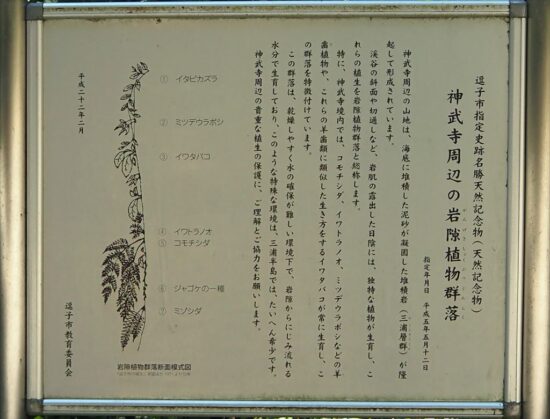 逗子市指定史跡名勝天然記念物（天然記念物）
神武寺周辺の岩隙植物群落
がんげきしょくぶつぐんらく
指定年月日　平成五年五月十二日
神武寺周辺の山地は、海底に堆積した泥砂が凝固した堆積岩（三浦層群）が隆
起して形成されています。
渓谷の斜面や切通しなど、岩肌の露出した日陰には、独特な植物が生育し、こ
れらの植生を岩隙植物群落と総称します。
特に、神武寺境内では、コモチシダ、イワトラノオ、ミツデウラボシなどの羊
歯植物や、これらの羊歯類に類似した生き方をするイワタバコが常に生育し、こ
の群落を特徴付けています。
この群落は、乾燥しやすく水の確保が難しい環境下で、岩隙からにじみ流れる
水分で生育しており、このような特殊な環境は、三浦半島では、たいへん希少です。
神武寺周辺の貴重な植生の保護に、ご理解とご協力をお願いします。
① イタビカズラ
② ミツデウラボシ
③ イワタバコ
④ イワトラノオ
⑤ コモチシダ
⑥ ジャゴケの一種
⑦ ミゾシダ
岩隙植物群落断面模式図
平成二十二年二月
逗子市教育委員会